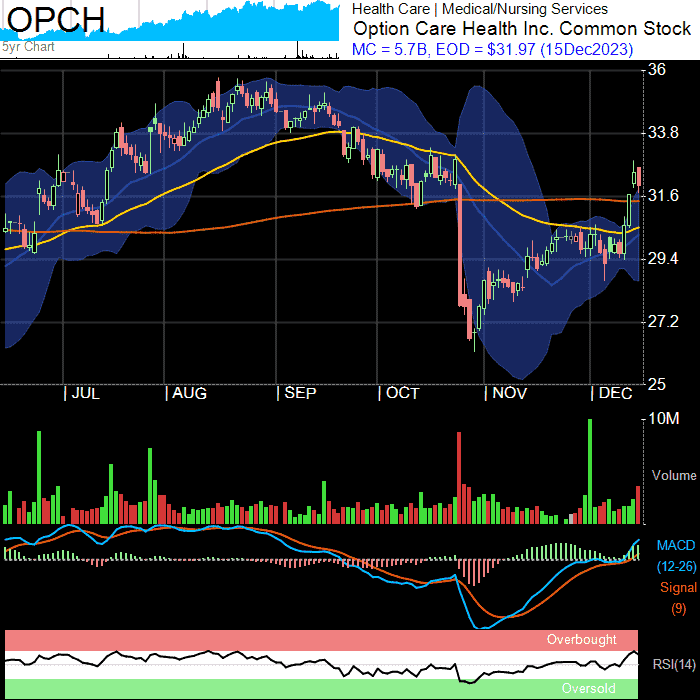 OPCH
5yr Chart
Health Care | Medical/Nursing Services
Option Care Health Inc. Common Stock
MC = 5.7B, EOD = $31.97 (15Dec2023)
36
33.8
31.6
29.4
27.2
25
| JUL | AUG | SEP | OCT | NOV | DEC
10M
Volume
MACD
(12-26)
Signal
(9)
Overbought
RSI(14)
Oversold